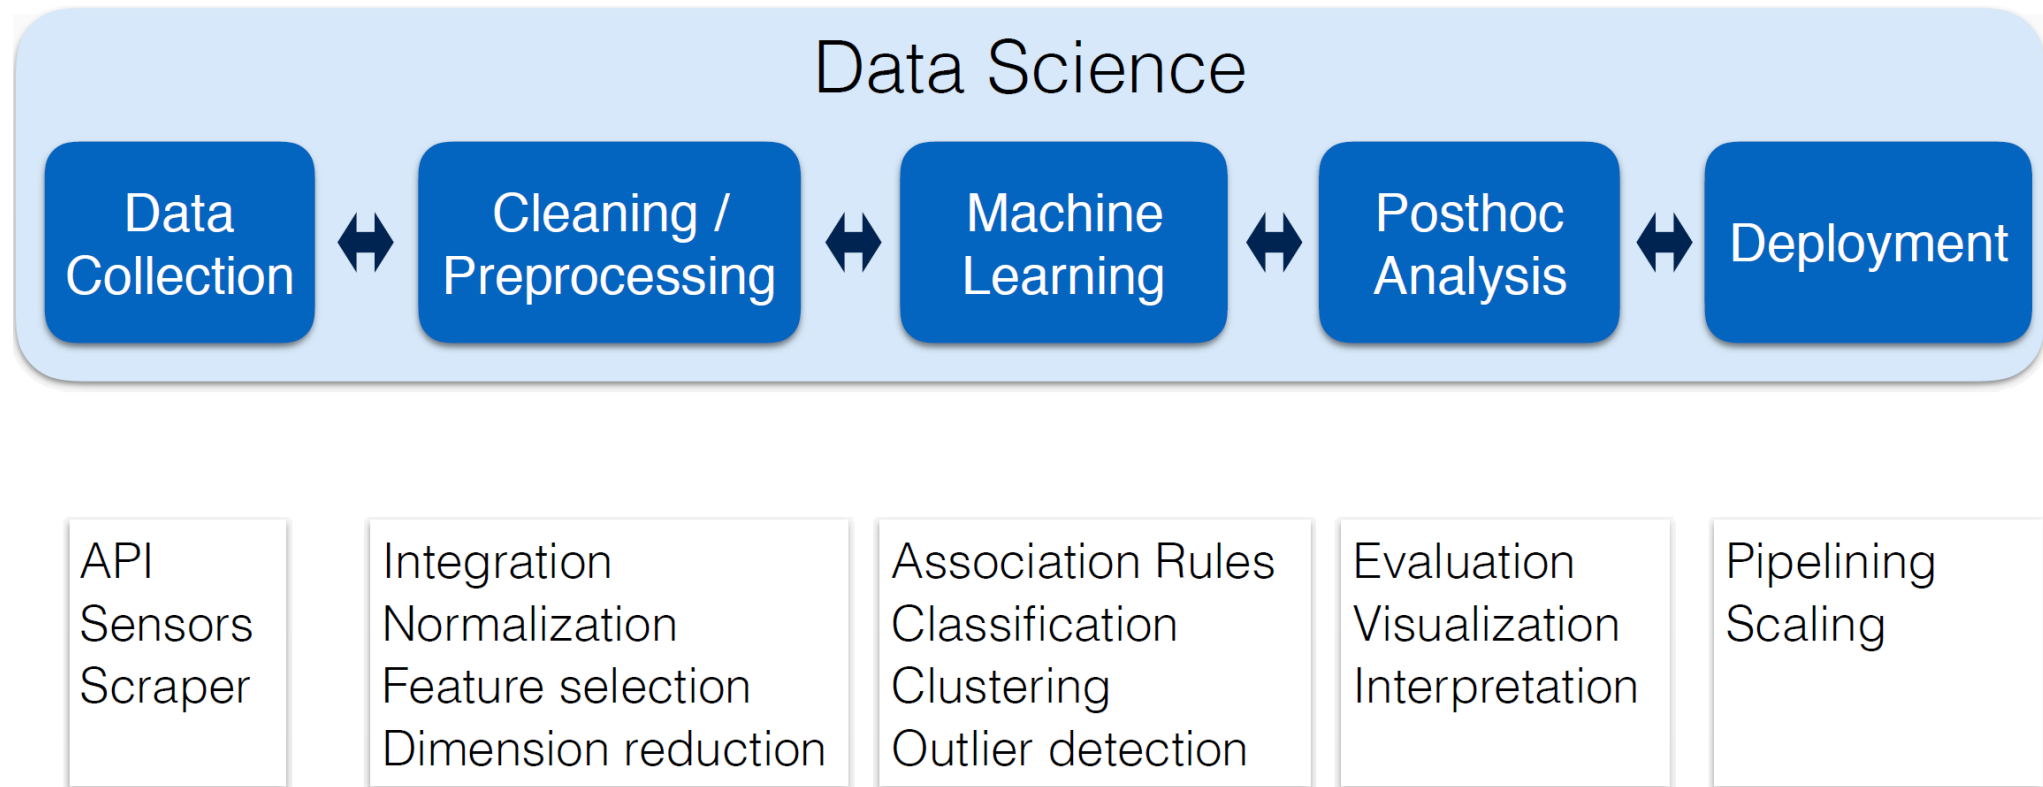 Data Science
Data
Collection
Cleaning /
Preprocessing
Machine
Learning
Posthoc
Analysis
Deployment
API
Sensors
Scraper
Integration
Normalization
Feature selection
Dimension reduction
Association Rules
Classification
Clustering
Outlier detection
Evaluation
Visualization
Interpretation
Pipelining
Scaling